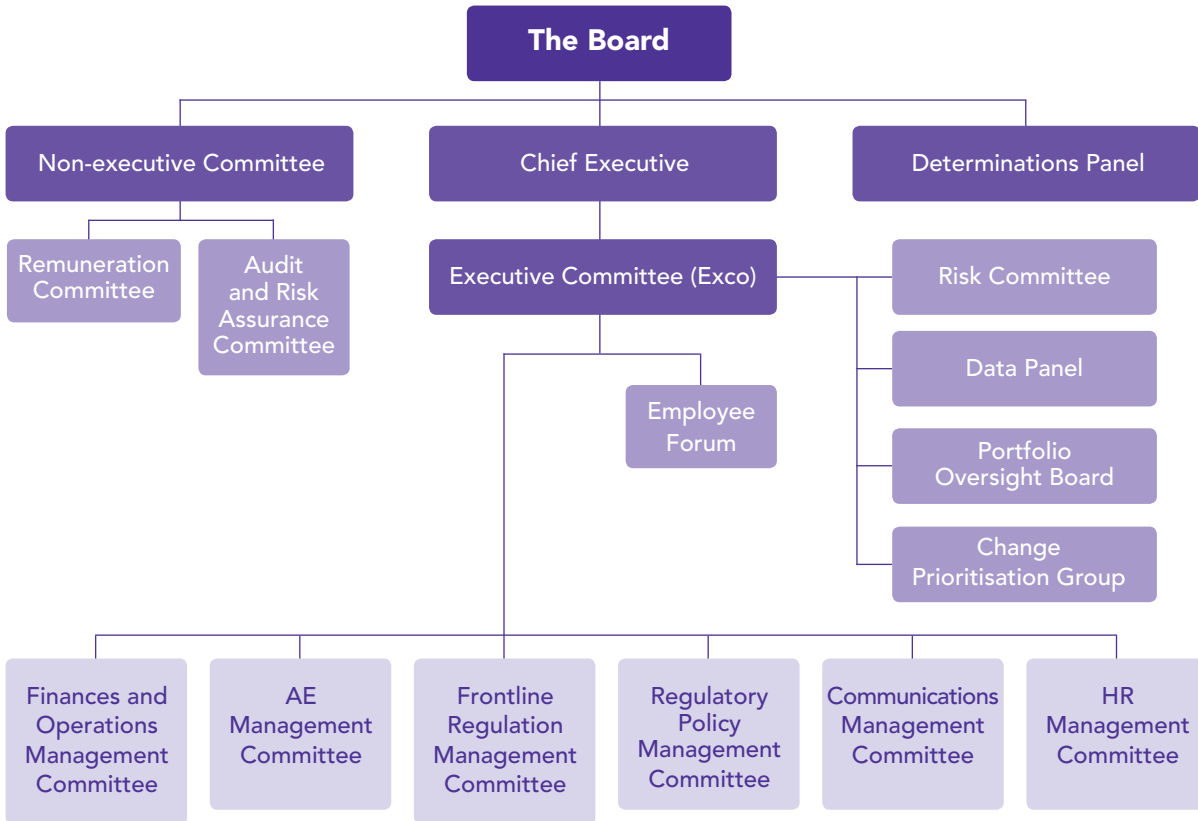 The Board
Non-executive Committee
Chief Executive
Determinations Panel
Remuneration
Committee
Audit
and Risk
Assurance
Committee
Executive Committee (Exco)
Risk Committee
Data Panel
Employee
Forum
Portfolio
Oversight Board
Change
Prioritisation Group
Finances and
Operations
Management
Committee
AE
Management
Committee
Frontline
Regulation
Management
Committee
Regulatory
Policy
Management
Committee
Communications
Management
Committee
HR
Management
Committee